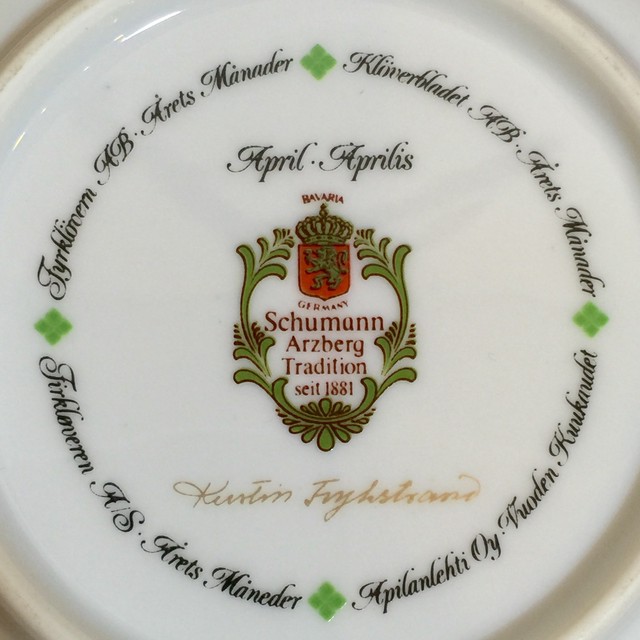 Fyrklövern AB · Årets Månader
Klöverbladet AB · Årets Månader
Firkløveren A/S · Årets Måneder
Apilanlehti Oy · Vuoden Kuukaudet
April · Aprilis
BAVARIA
GERMANY
Schumann
Arzberg
Tradition
seit 1881